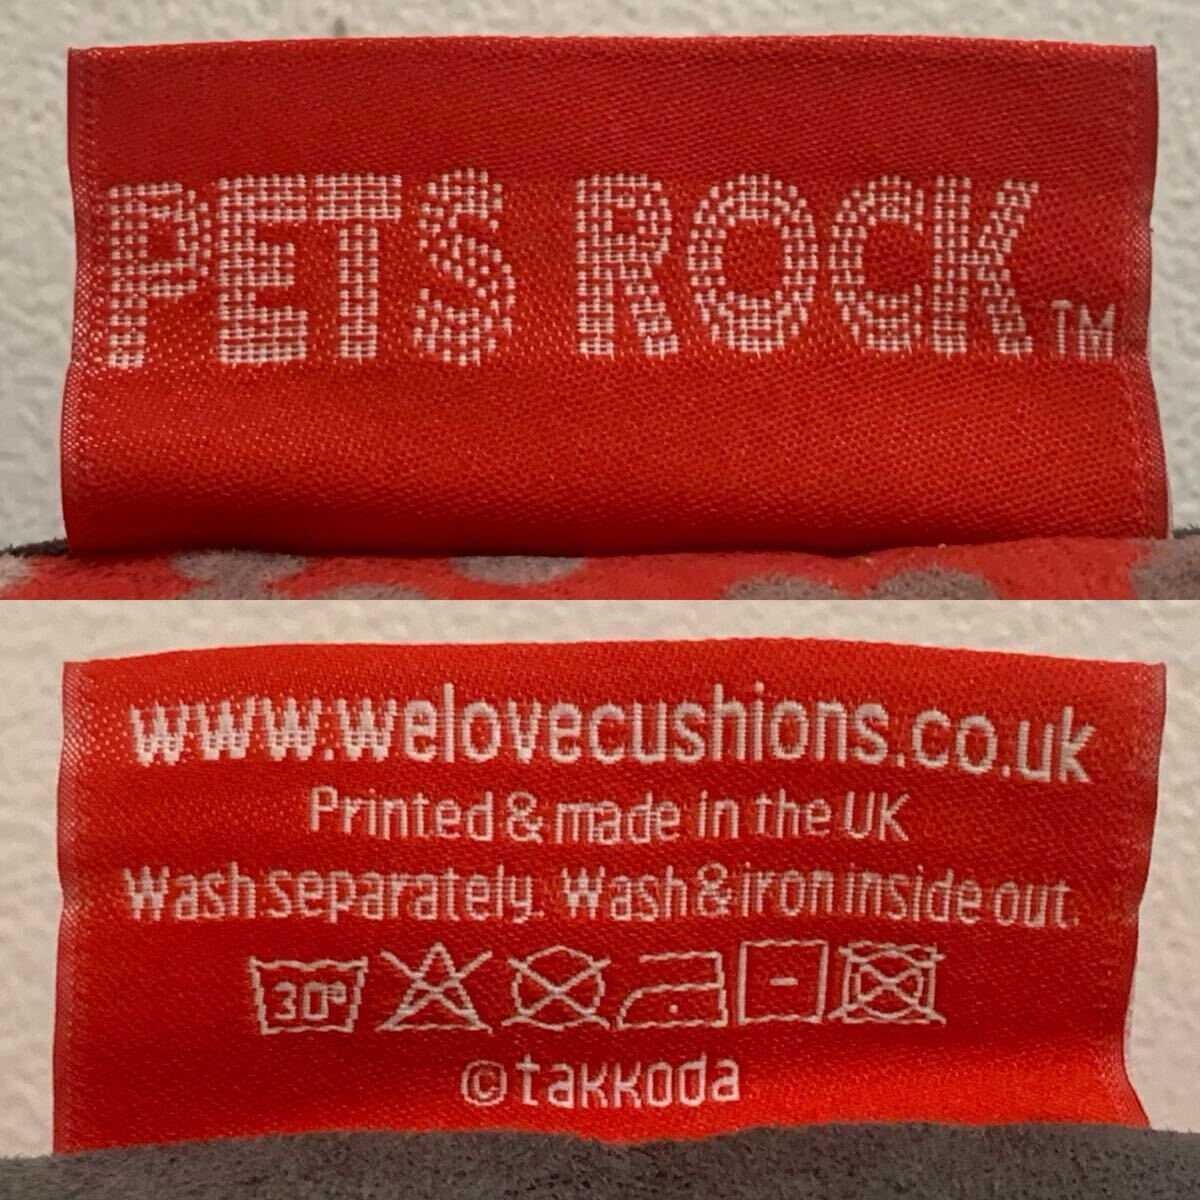 PETS ROCK™
www.welovecushions.co.uk
Printed & made in the UK
Wash separately. Wash & iron inside out.
30°
©takkoda